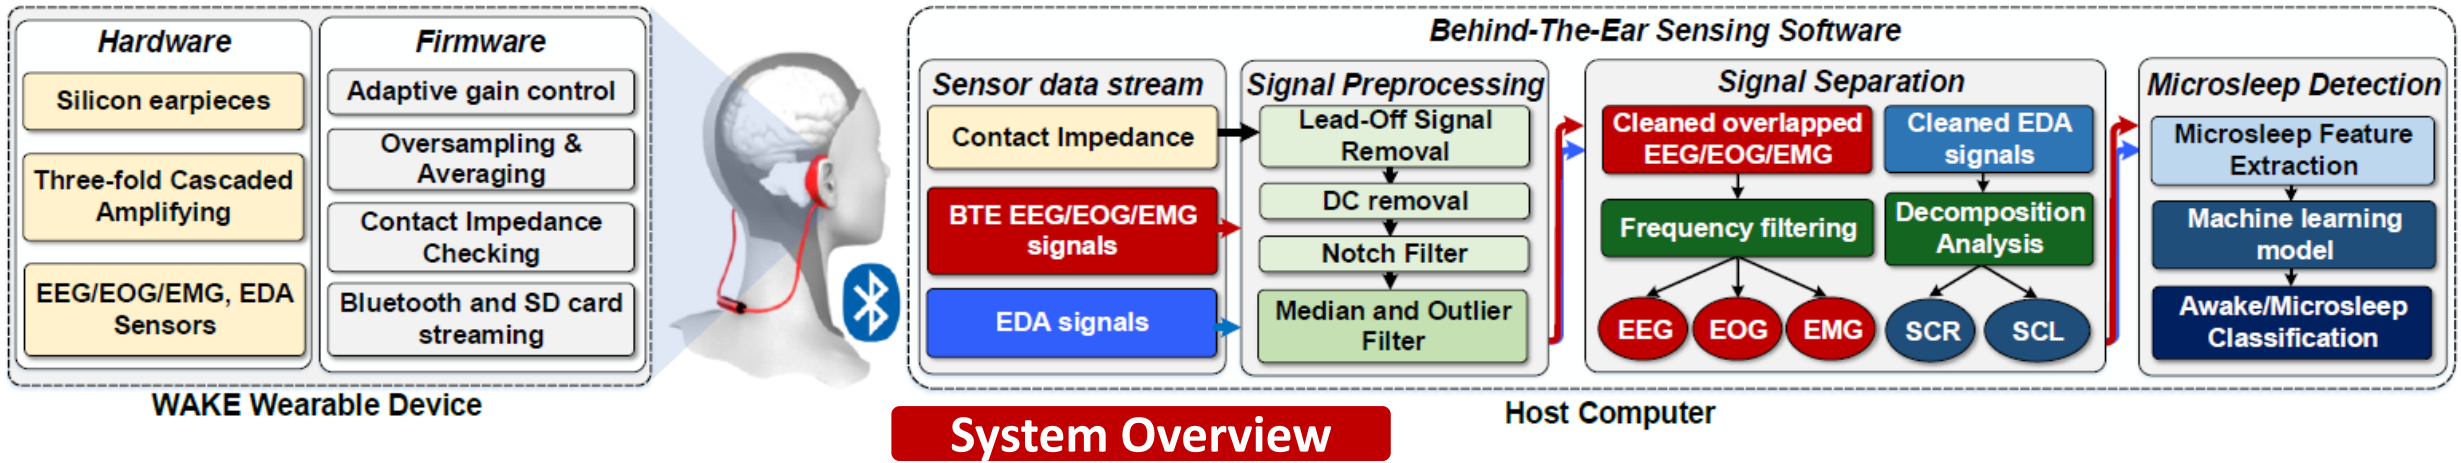 Hardware
Silicon earpieces
Three-fold Cascaded
Amplifying
EEG/EOG/EMG, EDA
Sensors
Firmware
Adaptive gain control
Oversampling &
Averaging
Contact Impedance
Checking
Bluetooth and SD card
streaming
WAKE Wearable Device
Behind-The-Ear Sensing Software
Sensor data stream
Contact Impedance
BTE EEG/EOG/EMG
signals
EDA signals
Signal Preprocessing
Lead-Off Signal
Removal
DC removal
Notch Filter
Median and Outlier
Filter
Signal Separation
Cleaned overlapped
EEG/EOG/EMG
Frequency filtering
EEG
EOG
EMG
Cleaned EDA
signals
Decomposition
Analysis
SCR
SCL
Microsleep Detection
Microsleep Feature
Extraction
Machine learning
model
Awake/Microsleep
Classification
Host Computer
System Overview